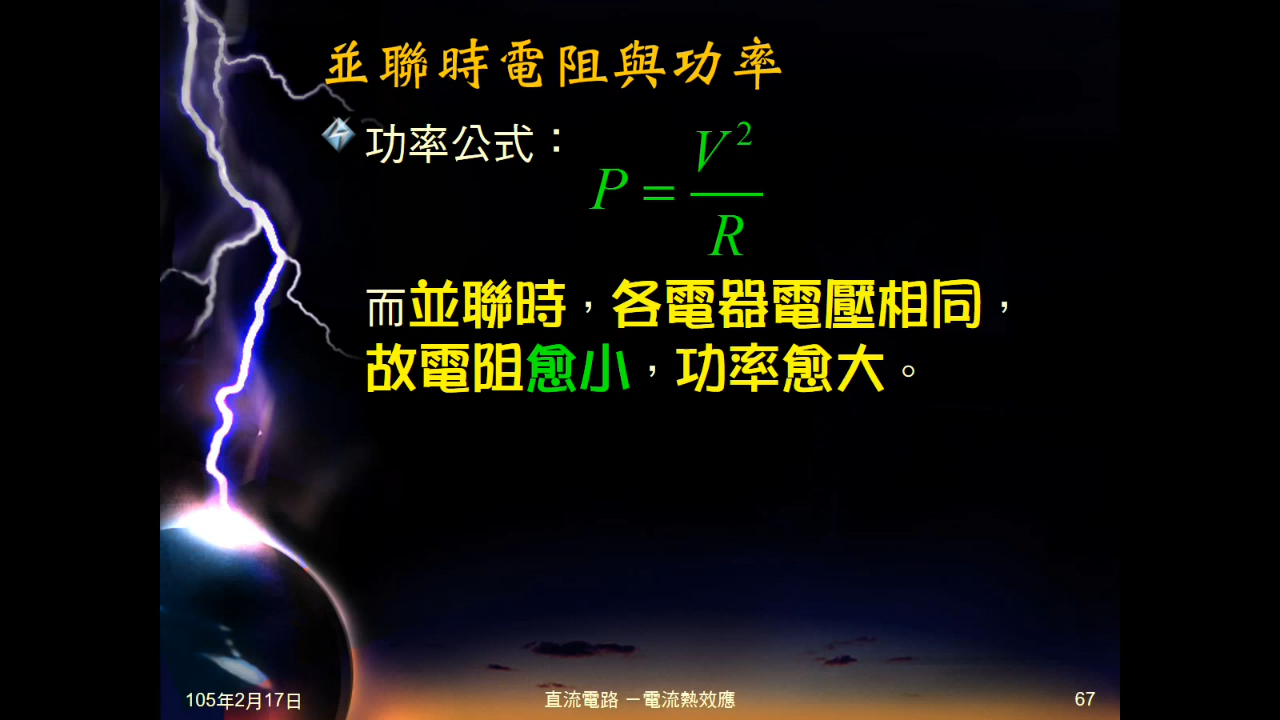 並聯時電阻與功率
功率公式：
P = V² / R
而並聯時，各電器電壓相同，
故電阻愈小，功率愈大。
105年2月17日
直流電路 －電流熱效應
67